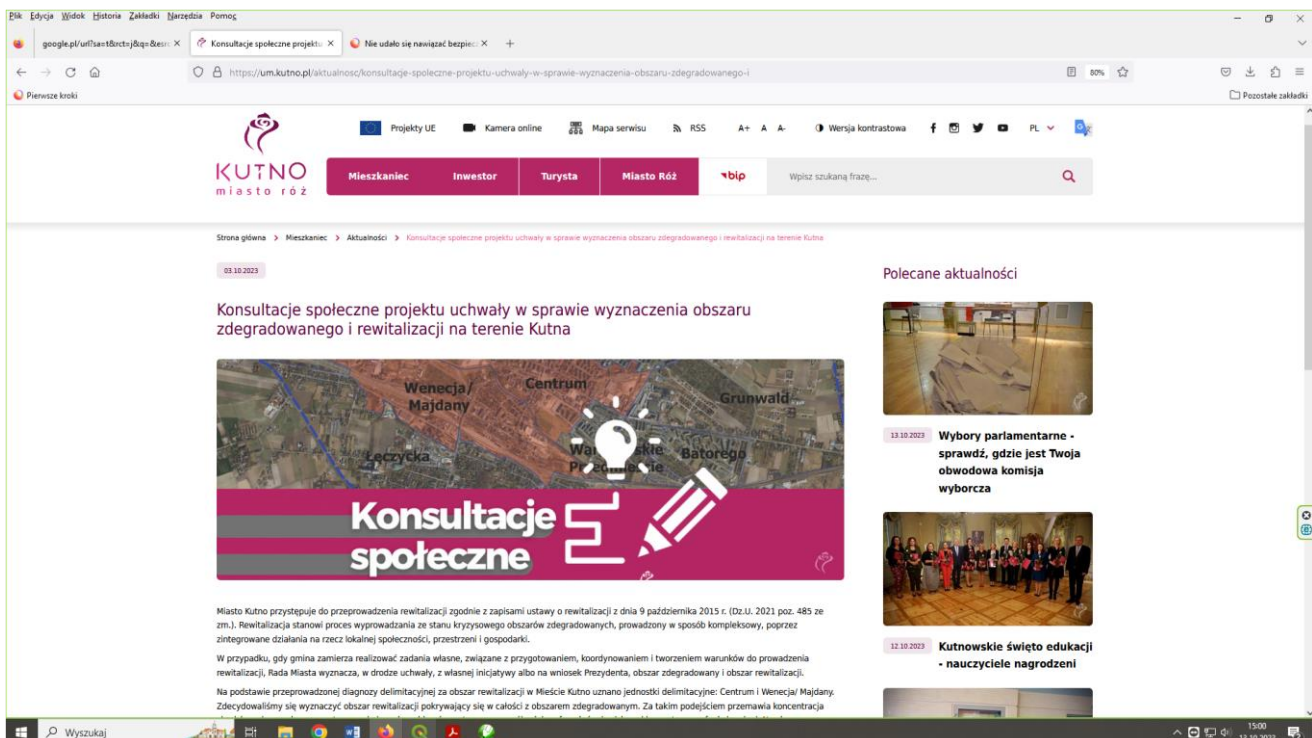 Plik Edycja Widok Historia Zakładki Narzędzia Pomoc
google.pl/url?sa=t&rct=j&q=&esrc
Konsultacje społeczne projektu
Nie udało się nawiązać bezpiecz
https://um.kutno.pl/aktualnosc/konsultacje-spoleczne-projektu-uchwaly-w-sprawie-wyznaczenia-obszaru-zdegradowanego-i
80%
Pierwsze kroki
Pozostałe zakładki
Projekty UE
Kamera online
Mapa serwisu
RSS
A+ A A-
Wersja kontrastowa
PL
KUTNO
miasto róż
Mieszkaniec
Inwestor
Turysta
Miasto Róż
bip
Wpisz szukaną frazę...
Strona główna > Mieszkaniec > Aktualności > Konsultacje społeczne projektu uchwały w sprawie wyznaczenia obszaru zdegradowanego i rewitalizacji na terenie Kutna
03.10.2023
Konsultacje społeczne projektu uchwały w sprawie wyznaczenia obszaru
zdegradowanego i rewitalizacji na terenie Kutna
Wenecja/
Majdany
Centrum
Grunwald
Łęczycka
Batorego
Konsultacje
społeczne
Miasto Kutno przystępuje do przeprowadzenia rewitalizacji zgodnie z zapisami ustawy o rewitalizacji z dnia 9 października 2015 r. (Dz.U. 2021 poz. 485 ze
zm.). Rewitalizacja stanowi proces wyprowadzania ze stanu kryzysowego obszarów zdegradowanych, prowadzony w sposób kompleksowy, poprzez
zintegrowane działania na rzecz lokalnej społeczności, przestrzeni i gospodarki.
W przypadku, gdy gmina zamierza realizować zadania własne, związane z przygotowaniem, koordynowaniem i tworzeniem warunków do prowadzenia
rewitalizacji, Rada Miasta wyznacza, w drodze uchwały, z własnej inicjatywy albo na wniosek Prezydenta, obszar zdegradowany i obszar rewitalizacji.
Na podstawie przeprowadzonej diagnozy delimitacyjnej za obszar rewitalizacji w Mieście Kutno uznano jednostki delimitacyjne: Centrum i Wenecja/ Majdany.
Zdecydowaliśmy się wyznaczyć obszar rewitalizacji pokrywający się w całości z obszarem zdegradowanym. Za takim podejściem przemawia koncentracja
Polecane aktualności
13.10.2023
Wybory parlamentarne -
sprawdź, gdzie jest Twoja
obwodowa komisja
wyborcza
12.10.2023
Kutnowskie święto edukacji
- nauczyciele nagrodzeni
Wyszukaj
15:00
13.10.2023